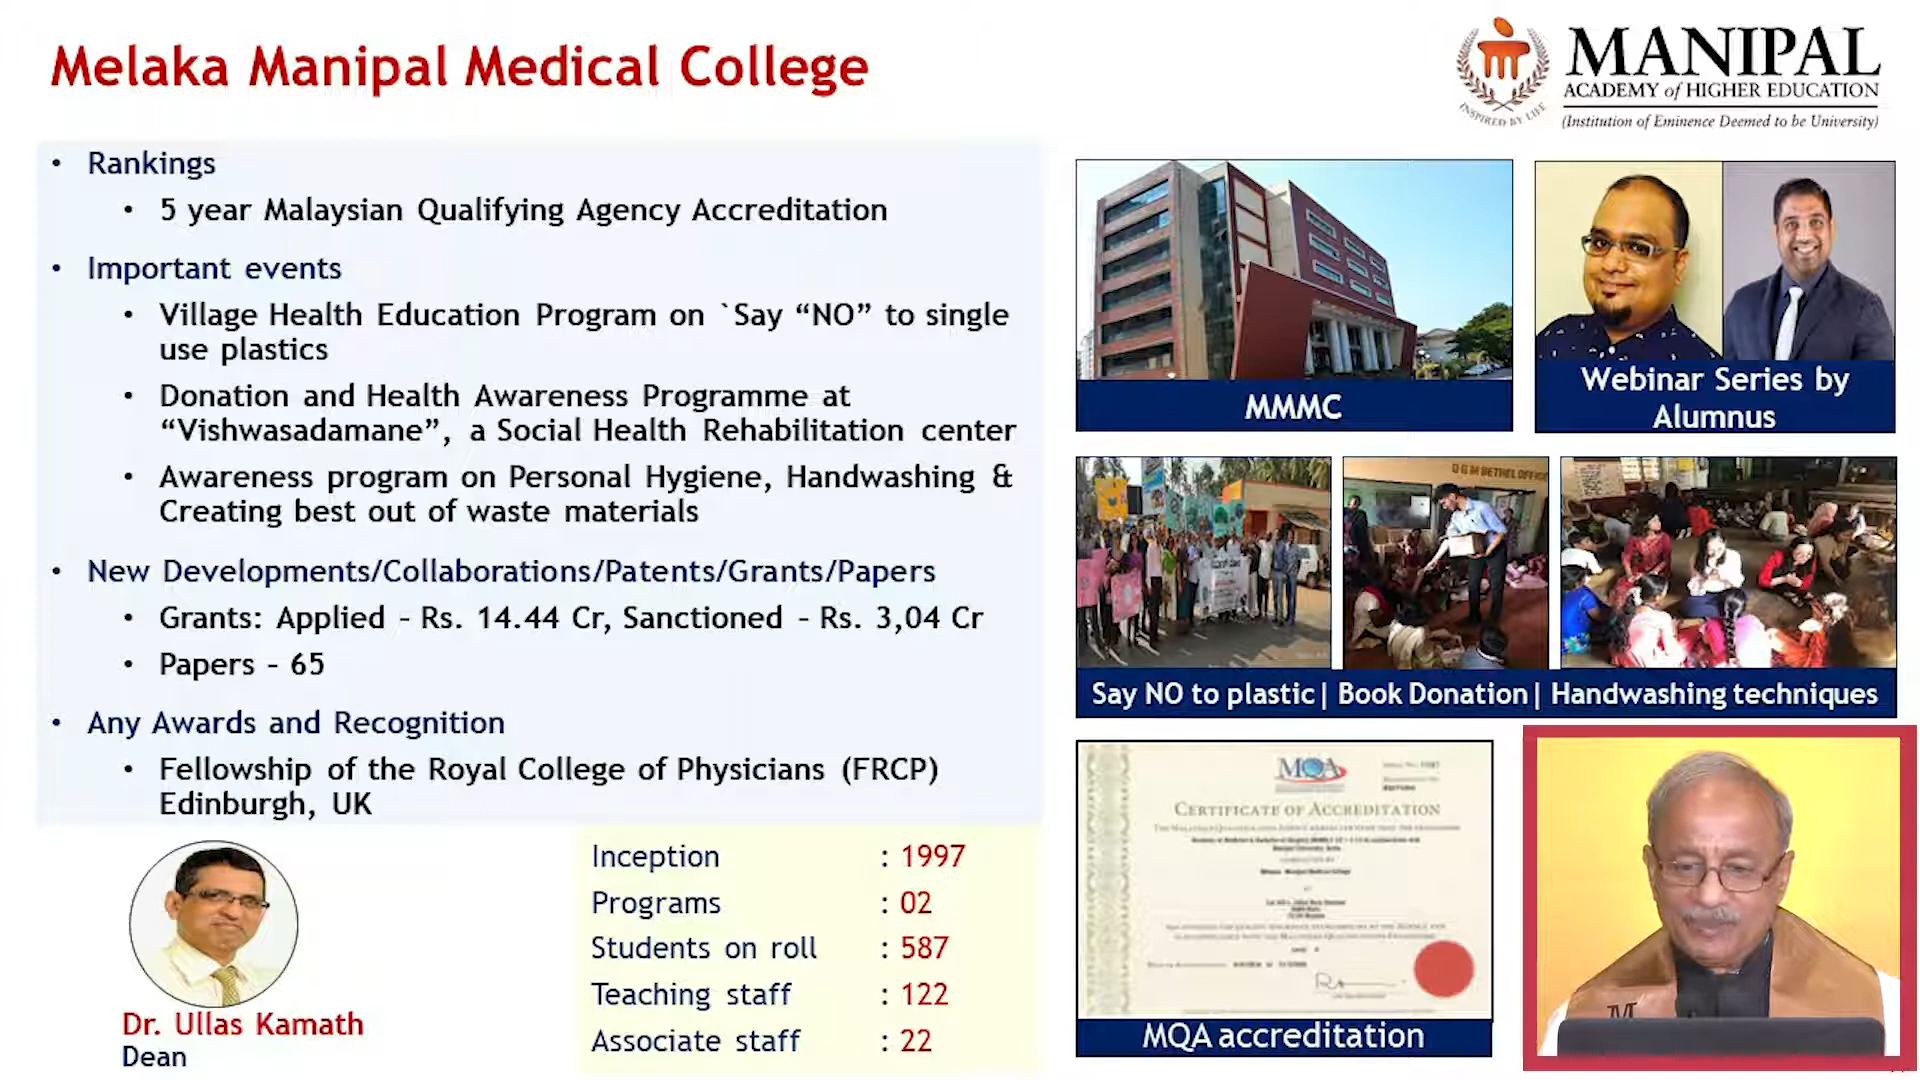 Melaka Manipal Medical College
MANIPAL
ACADEMY of HIGHER EDUCATION
(Institution of Eminence Deemed to be University)
INSPIRED BY LIFE
• Rankings
• 5 year Malaysian Qualifying Agency Accreditation
• Important events
• Village Health Education Program on `Say “NO” to single
use plastics
• Donation and Health Awareness Programme at
“Vishwasadamane”, a Social Health Rehabilitation center
• Awareness program on Personal Hygiene, Handwashing &
Creating best out of waste materials
• New Developments/Collaborations/Patents/Grants/Papers
• Grants: Applied – Rs. 14.44 Cr, Sanctioned – Rs. 3,04 Cr
• Papers – 65
• Any Awards and Recognition
• Fellowship of the Royal College of Physicians (FRCP)
Edinburgh, UK
Dr. Ullas Kamath
Dean
Inception : 1997
Programs : 02
Students on roll : 587
Teaching staff : 122
Associate staff : 22
MMMC
Webinar Series by
Alumnus
Say NO to plastic| Book Donation| Handwashing techniques
MQA
CERTIFICATE OF ACCREDITATION
MQA accreditation